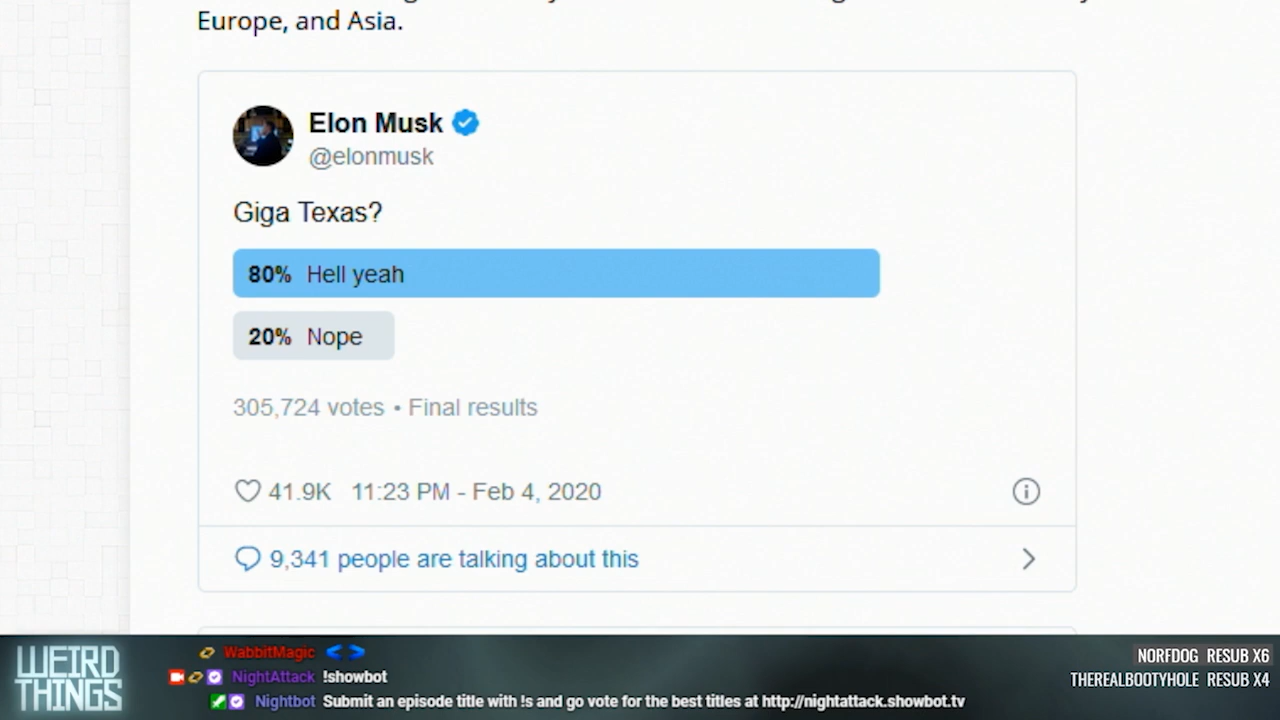 Europe, and Asia.
Elon Musk
@elonmusk
Giga Texas?
80% Hell yeah
20% Nope
305,724 votes • Final results
41.9K 11:23 PM - Feb 4, 2020
9,341 people are talking about this
WEIRD
THINGS
WabbitMagic < >
NightAttack !showbot
Nightbot Submit an episode title with !s and go vote for the best titles at http://nightattack.showbot.tv
NORFDOG RESUB X6
THEREALBOOTYHOLE RESUB X4